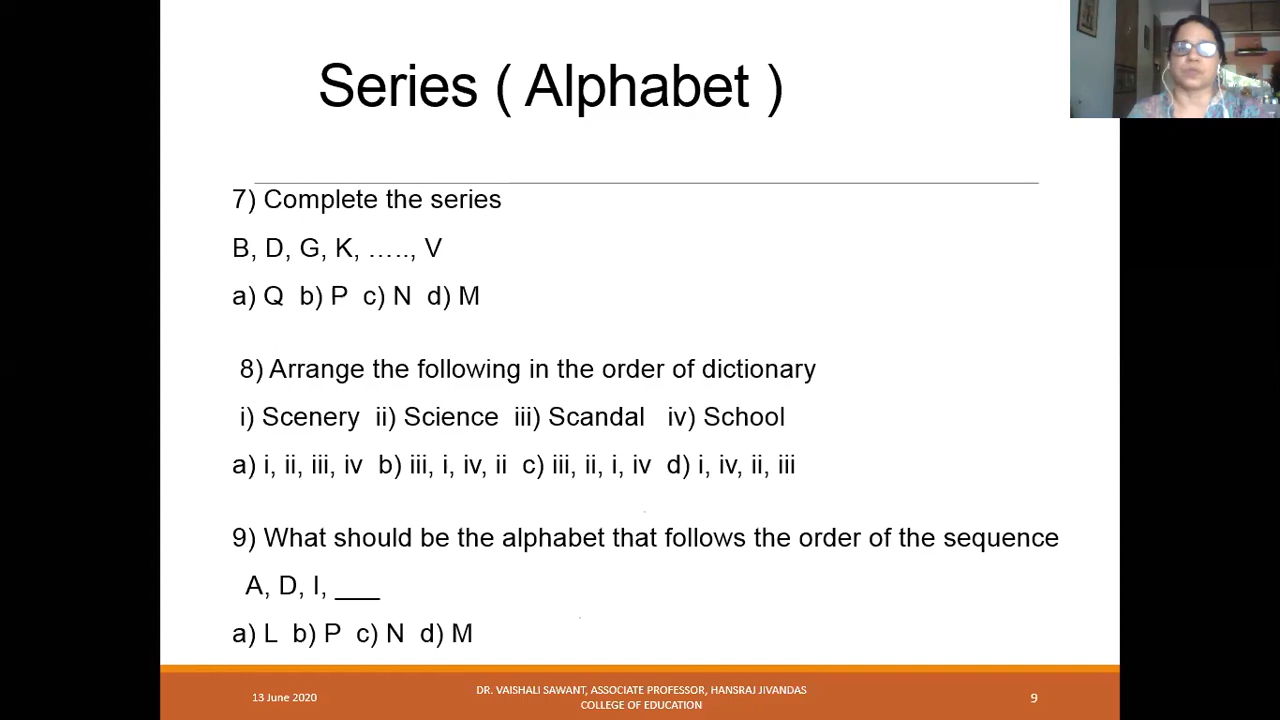 Series ( Alphabet )
7) Complete the series
B, D, G, K, ….., V
a) Q b) P c) N d) M
8) Arrange the following in the order of dictionary
i) Scenery ii) Science iii) Scandal iv) School
a) i, ii, iii, iv b) iii, i, iv, ii c) iii, ii, i, iv d) i, iv, ii, iii
9) What should be the alphabet that follows the order of the sequence
A, D, I, ___
a) L b) P c) N d) M
13 June 2020
DR. VAISHALI SAWANT, ASSOCIATE PROFESSOR, HANSRAJ JIVANDAS
COLLEGE OF EDUCATION
9